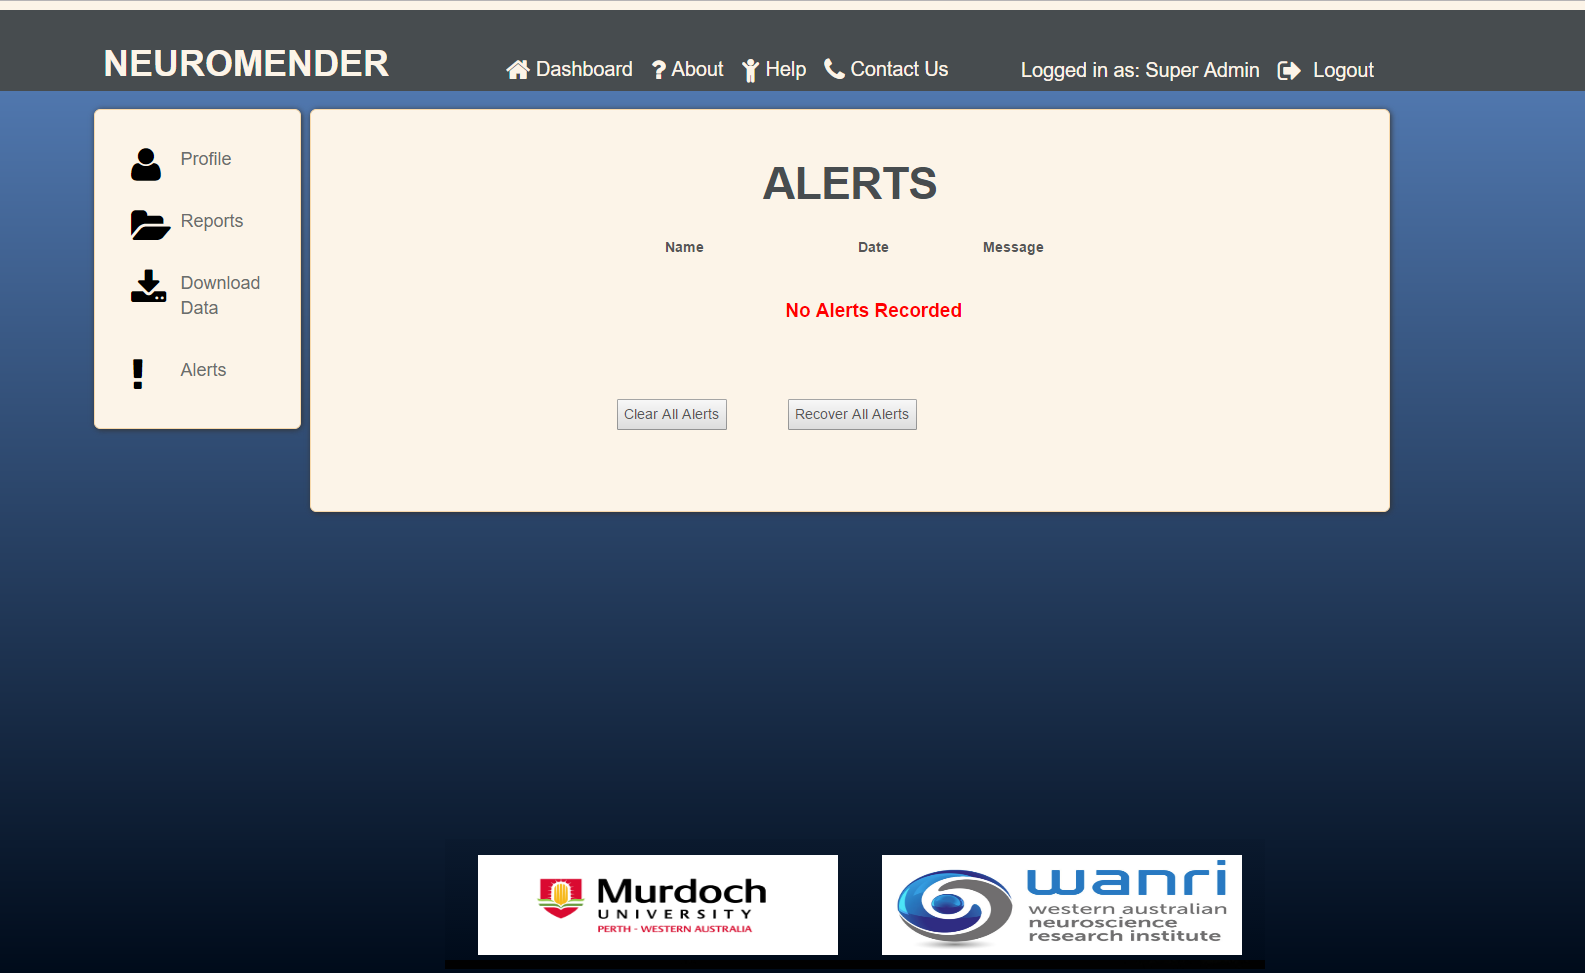 NEUROMENDER
Dashboard About Help Contact Us Logged in as: Super Admin Logout
Profile
Reports
Download
Data
Alerts
ALERTS
Name Date Message
No Alerts Recorded
Clear All Alerts Recover All Alerts
Murdoch
UNIVERSITY
PERTH - WESTERN AUSTRALIA
wanri
western australian
neuroscience
research institute